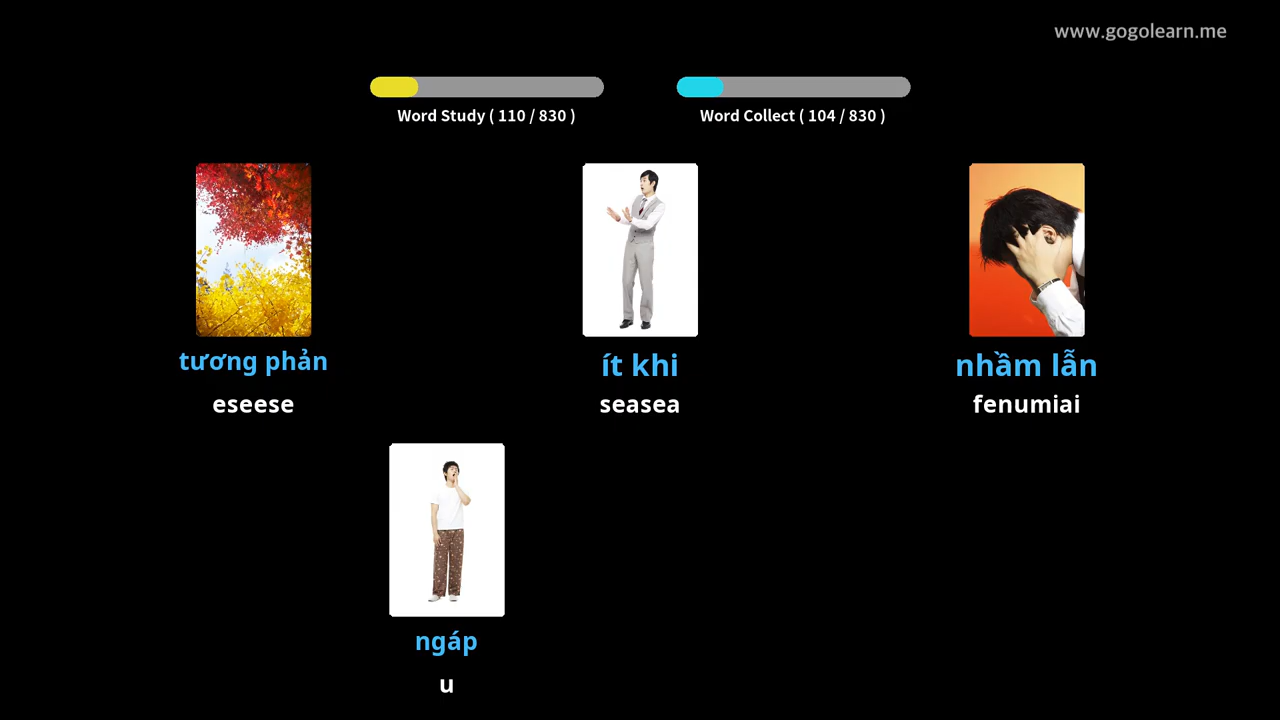 www.gogolearn.me
Word Study ( 110 / 830 )
Word Collect ( 104 / 830 )
tương phản
eseese
ít khi
seasea
nhầm lẫn
fenumiai
ngáp
u